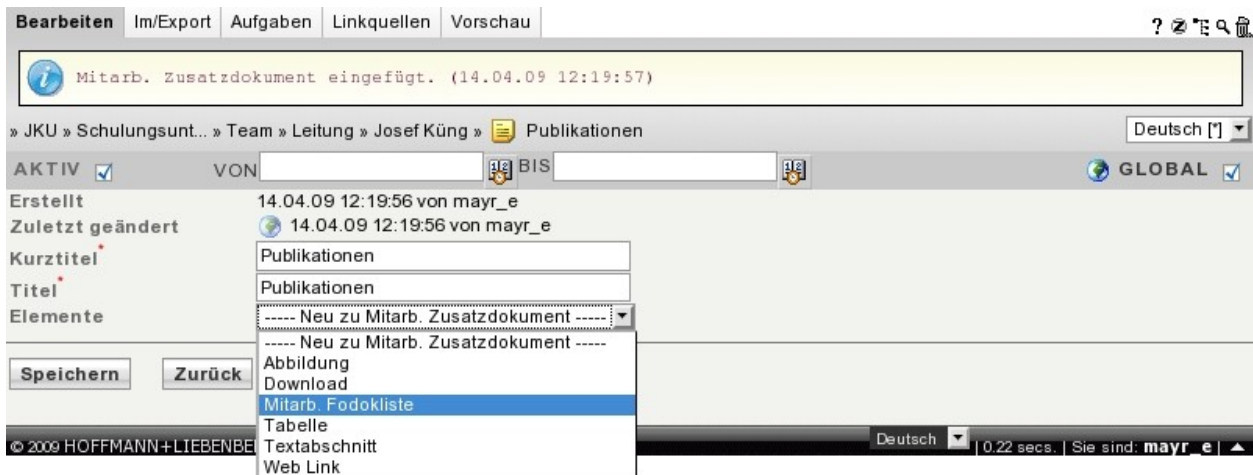 Bearbeiten Im/Export Aufgaben Linkquellen Vorschau ?
Mitarb. Zusatzdokument eingefügt. (14.04.09 12:19:57)
» JKU » Schulungsunt... » Team » Leitung » Josef Küng » Publikationen Deutsch [*]
AKTIV VON BIS GLOBAL
Erstellt 14.04.09 12:19:56 von mayr_e
Zuletzt geändert 14.04.09 12:19:56 von mayr_e
Kurztitel* Publikationen
Titel* Publikationen
Elemente ----- Neu zu Mitarb. Zusatzdokument -----
----- Neu zu Mitarb. Zusatzdokument -----
Abbildung
Speichern Zurück Download
Mitarb. Fodokliste
Tabelle
© 2009 HOFFMANN+LIEBENBE Textabschnitt Deutsch | 0.22 secs. | Sie sind: mayr_e |
Web Link